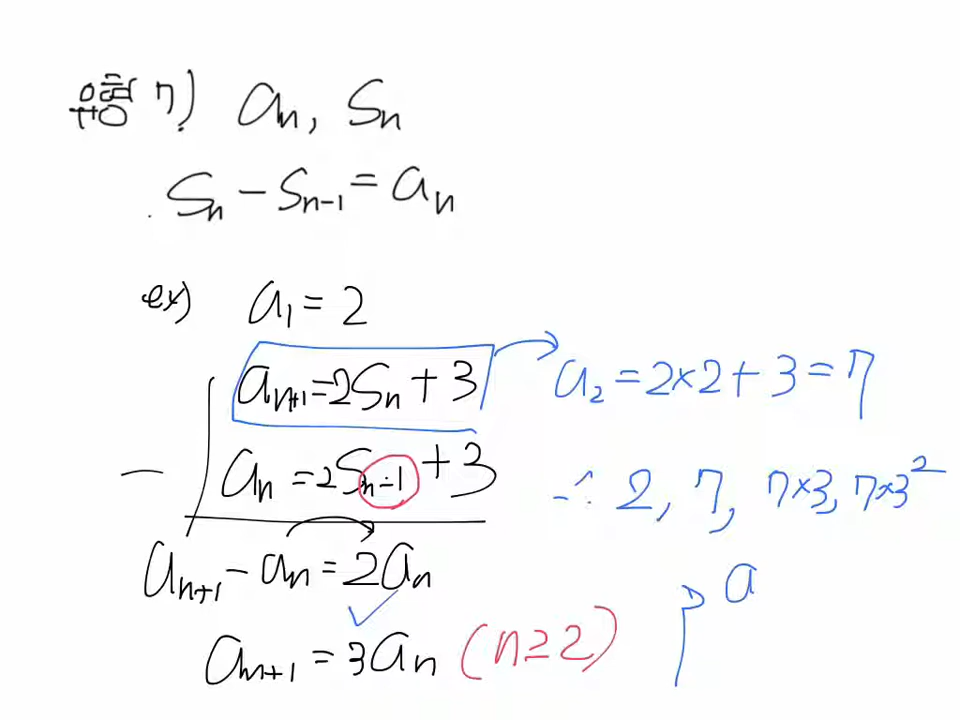 유형 7) aₙ, Sₙ
Sₙ - Sₙ₋₁ = aₙ
ex) a₁ = 2
aₙ₊₁ = 2Sₙ + 3 → a₂ = 2×2 + 3 = 7
- aₙ = 2Sₙ₋₁ + 3
∴ 2, 7, 7×3, 7×3²
aₙ₊₁ - aₙ = 2aₙ
aₙ₊₁ = 3aₙ (n≥2)
a